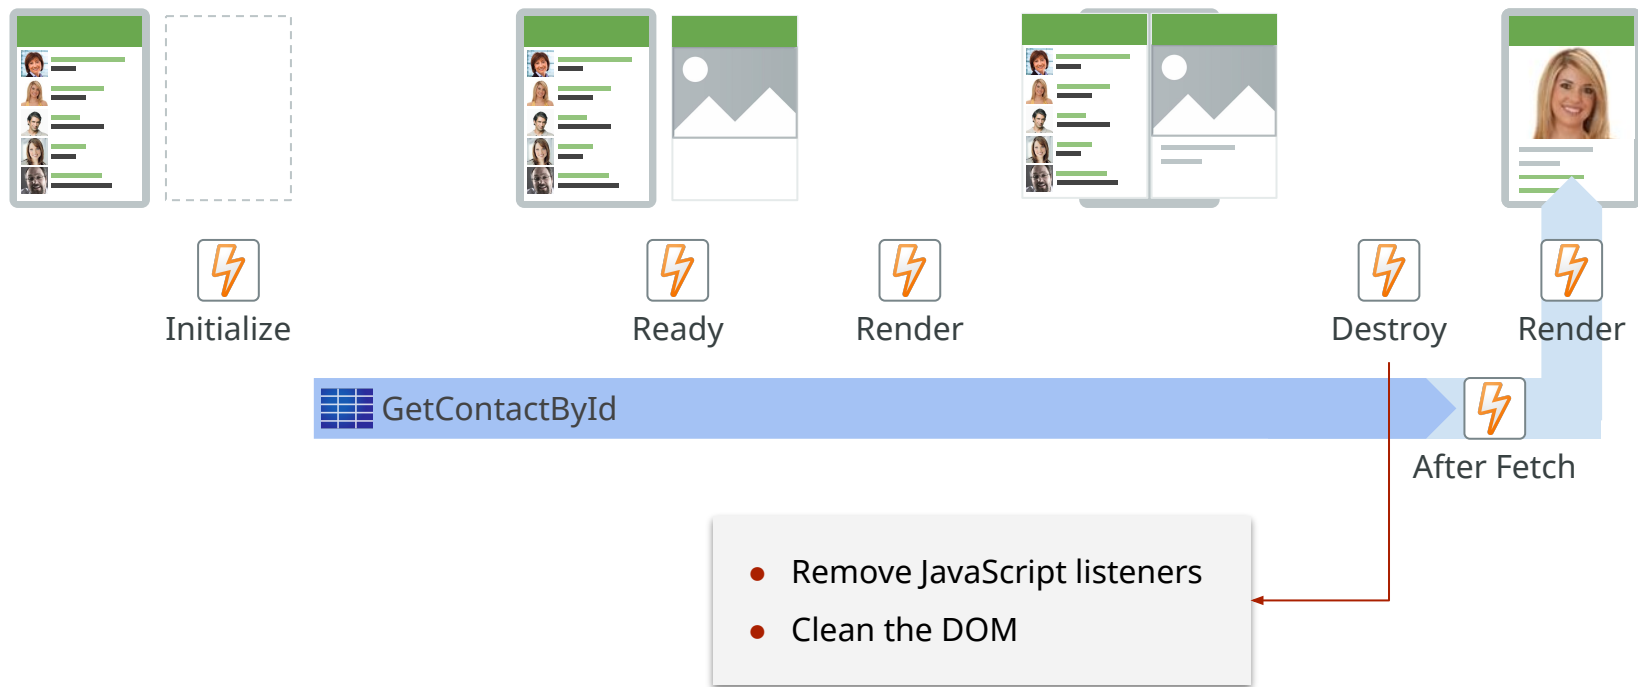 Initialize
Ready
Render
Destroy
Render
GetContactById
After Fetch
● Remove JavaScript listeners
● Clean the DOM